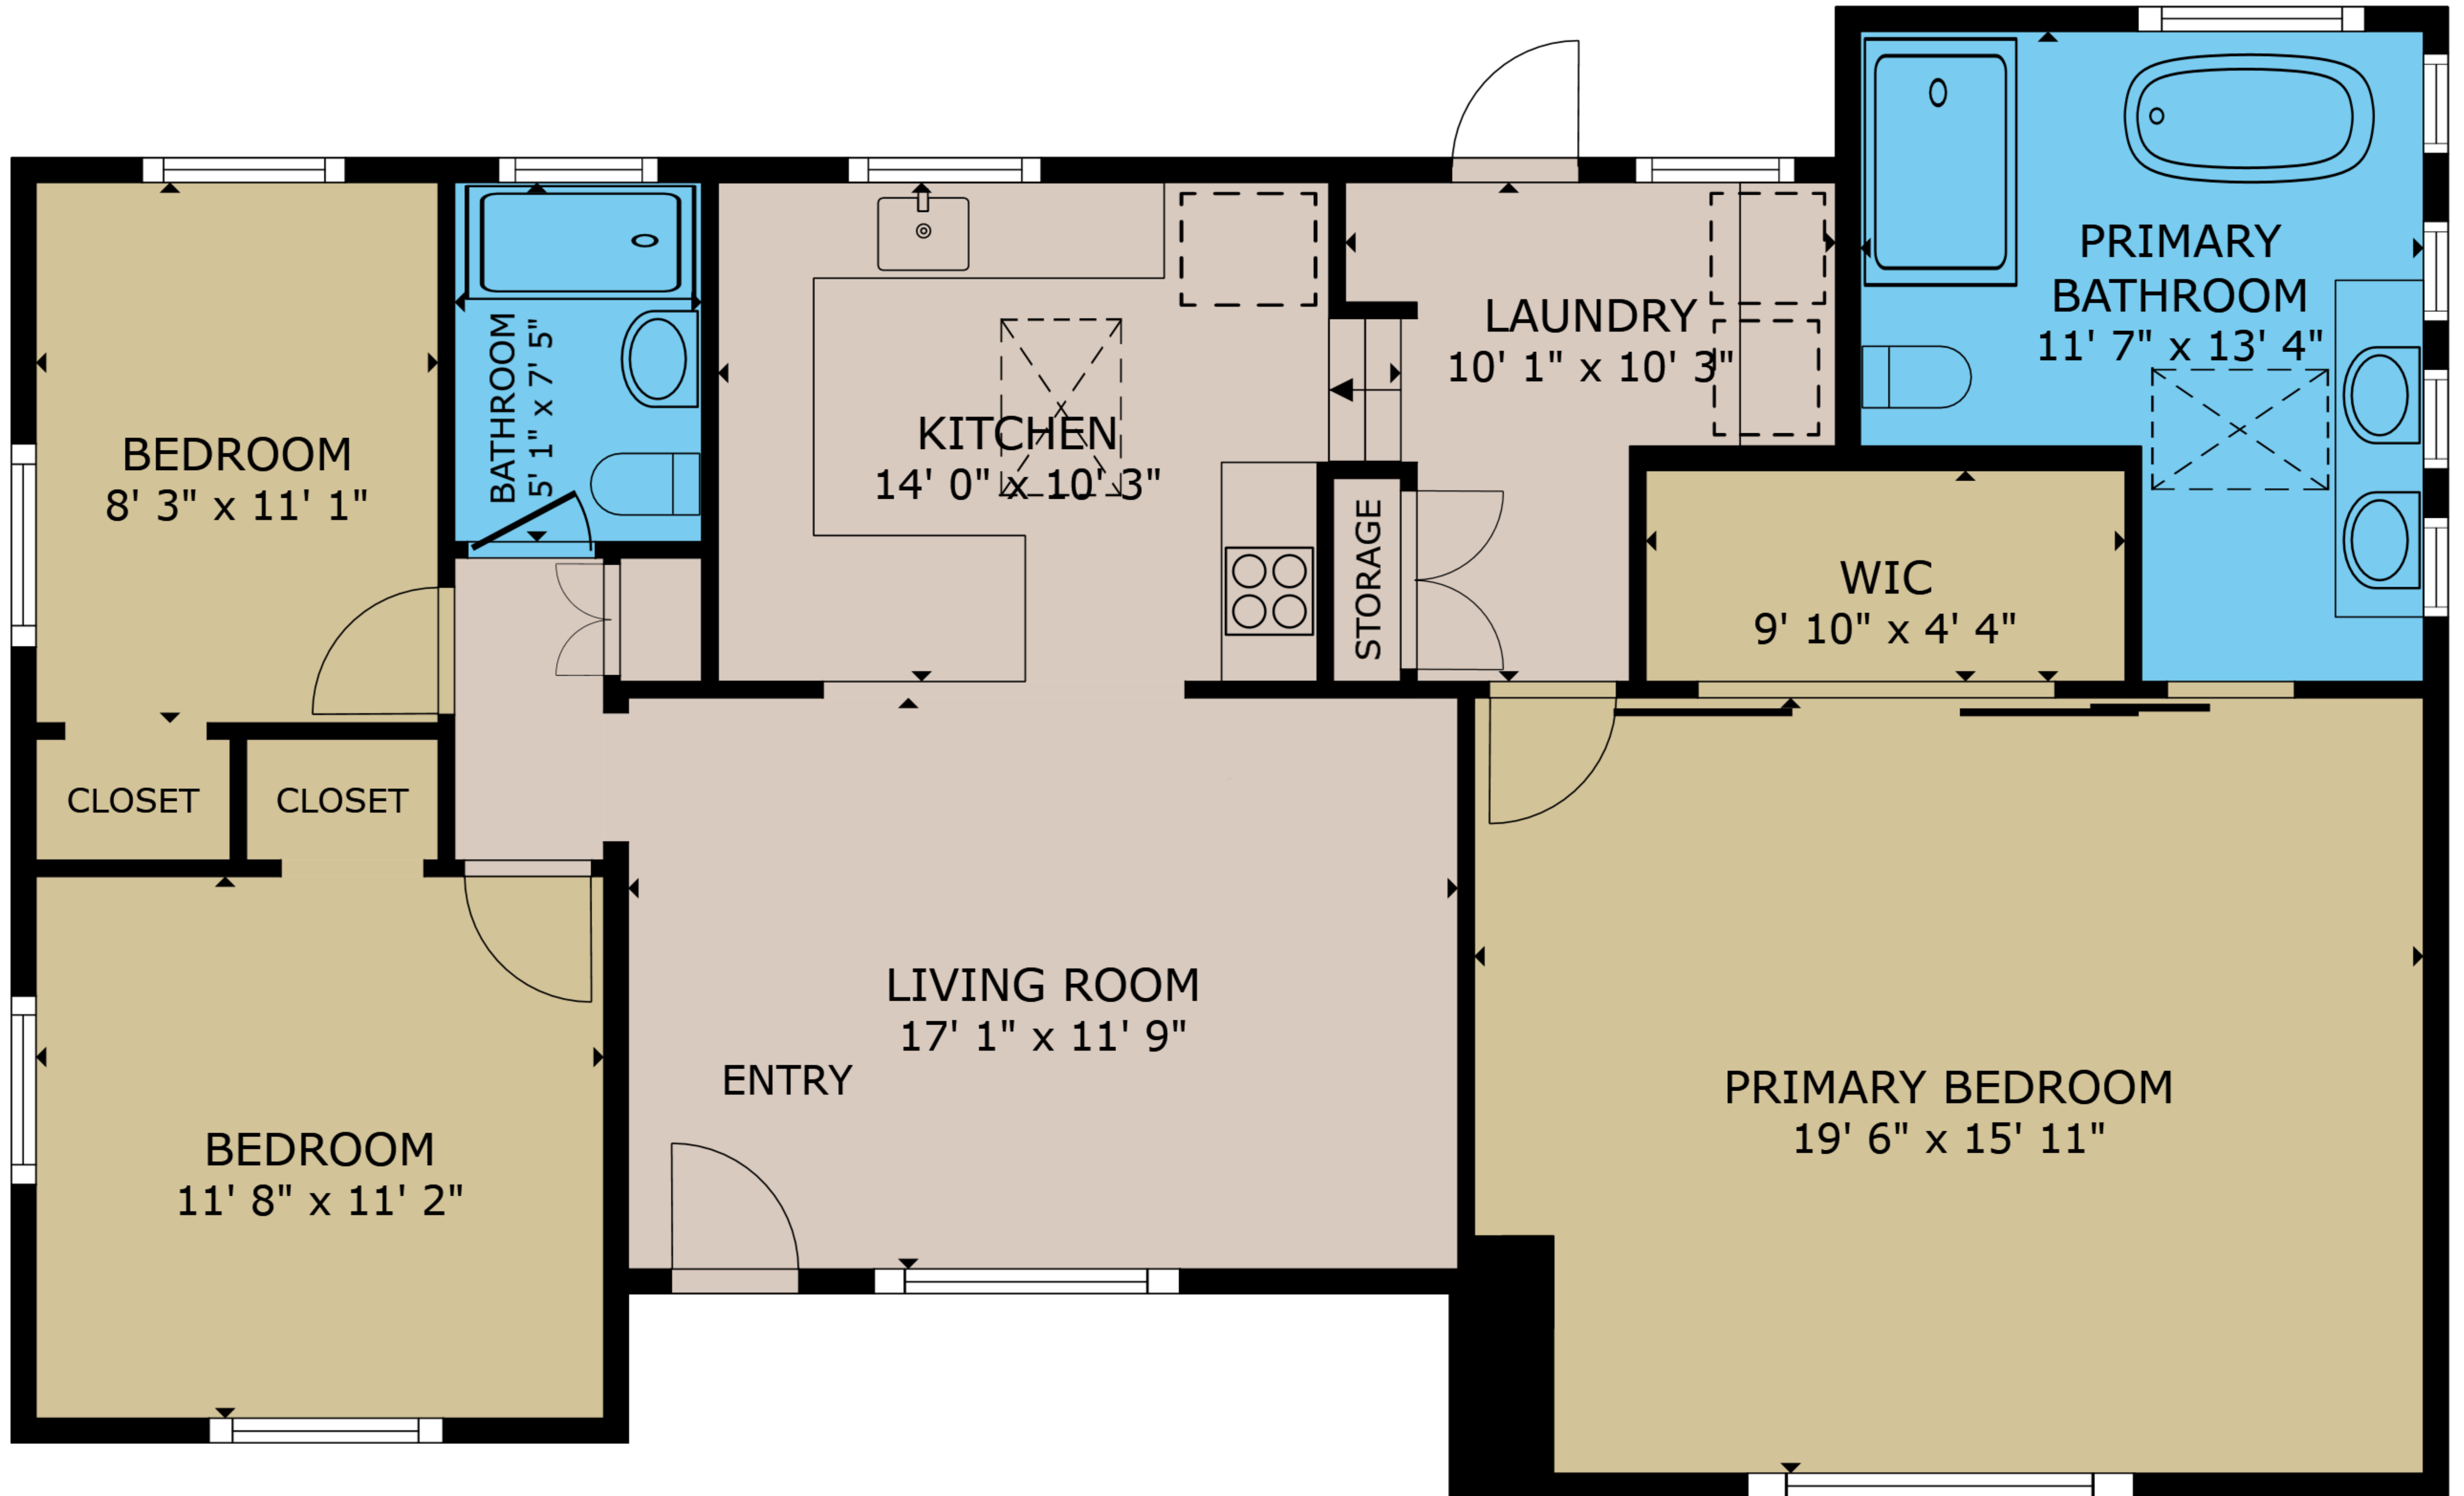 PRIMARY
BATHROOM
11' 7" x 13' 4"
LAUNDRY
10' 1" x 10' 3"
BATHROOM
5' 1" x 7' 5"
KITCHEN
14' 0" x 10' 3"
BEDROOM
8' 3" x 11' 1"
STORAGE
WIC
9' 10" x 4' 4"
CLOSET
CLOSET
LIVING ROOM
17' 1" x 11' 9"
ENTRY
PRIMARY BEDROOM
19' 6" x 15' 11"
BEDROOM
11' 8" x 11' 2"